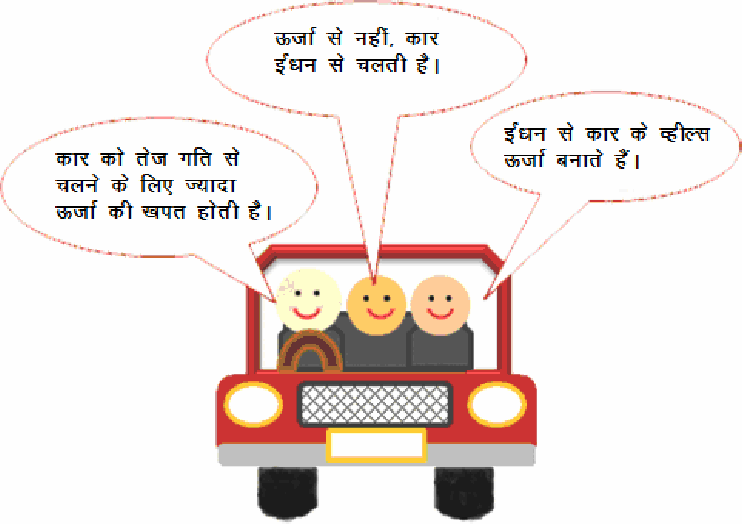 ऊर्जा से नहीं, कार
ईंधन से चलती है।
ईंधन से कार के व्हील्स
ऊर्जा बनाते हैं।
कार को तेज गति से
चलने के लिए ज्यादा
ऊर्जा की खपत होती है।